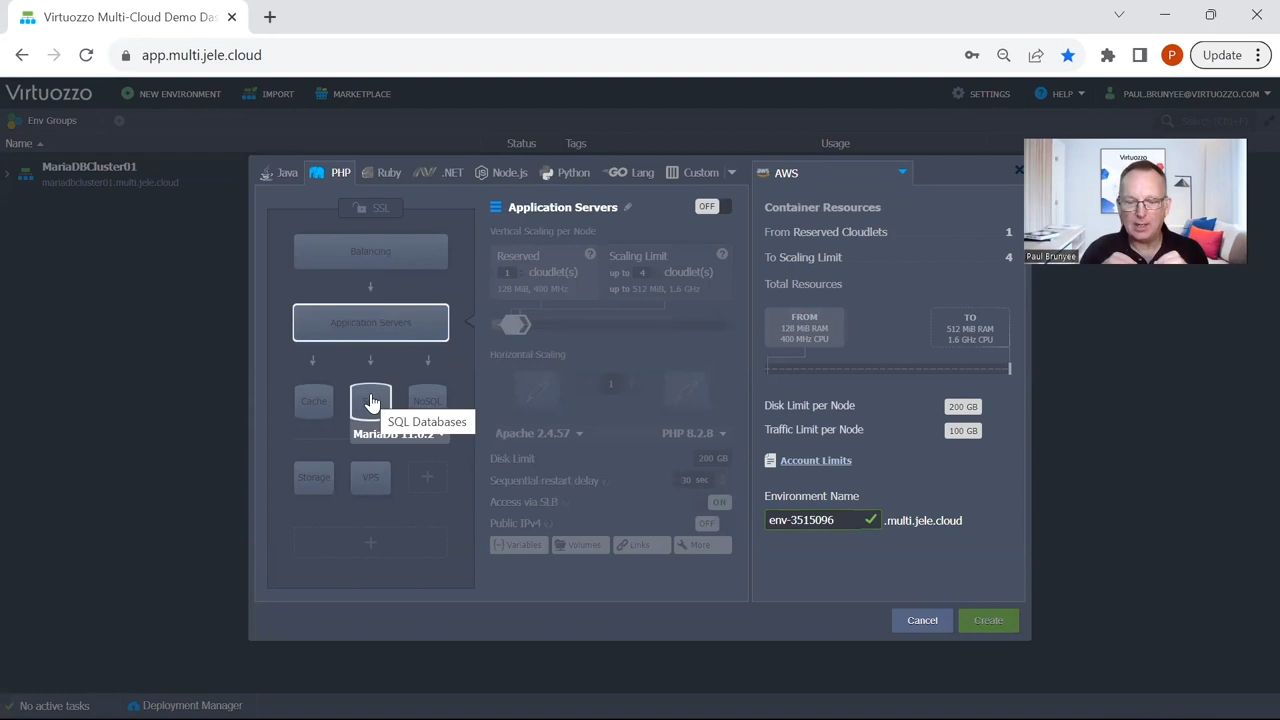 Virtuozzo Multi-Cloud Demo Das
app.multi.jele.cloud
P
Update
Virtuozzo
NEW ENVIRONMENT
IMPORT
MARKETPLACE
SETTINGS
HELP
PAUL.BRUNYEE@VIRTUOZZO.COM
Env Groups
Search (Ctrl+F)
Name
Status
Tags
Usage
MariaDBCluster01
mariadbcluster01.multi.jele.cloud
Java
PHP
Ruby
.NET
Node.js
Python
Lang
Custom
AWS
SSL
Balancing
Application Servers
Cache
NoSQL
SQL Databases
Storage
VPS
Application Servers
OFF
Vertical Scaling per Node
Reserved
1 cloudlet(s)
128 MiB, 400 MHz
Scaling Limit
up to 4 cloudlet(s)
up to 512 MiB, 1.6 GHz
Horizontal Scaling
1
Apache 2.4.57
PHP 8.2.8
Disk Limit
200 GB
Sequential restart delay
30 sec
Access via SLB
ON
Public IPv4
OFF
Variables
Volumes
Links
More
Container Resources
From Reserved Cloudlets 1
To Scaling Limit 4
Total Resources
FROM
128 MiB RAM
400 MHz CPU
TO
512 MiB RAM
1.6 GHz CPU
Disk Limit per Node 200 GB
Traffic Limit per Node 100 GB
Account Limits
Environment Name
env-3515096 .multi.jele.cloud
Cancel
Create
Virtuozzo
Paul Brunyee
No active tasks
Deployment Manager